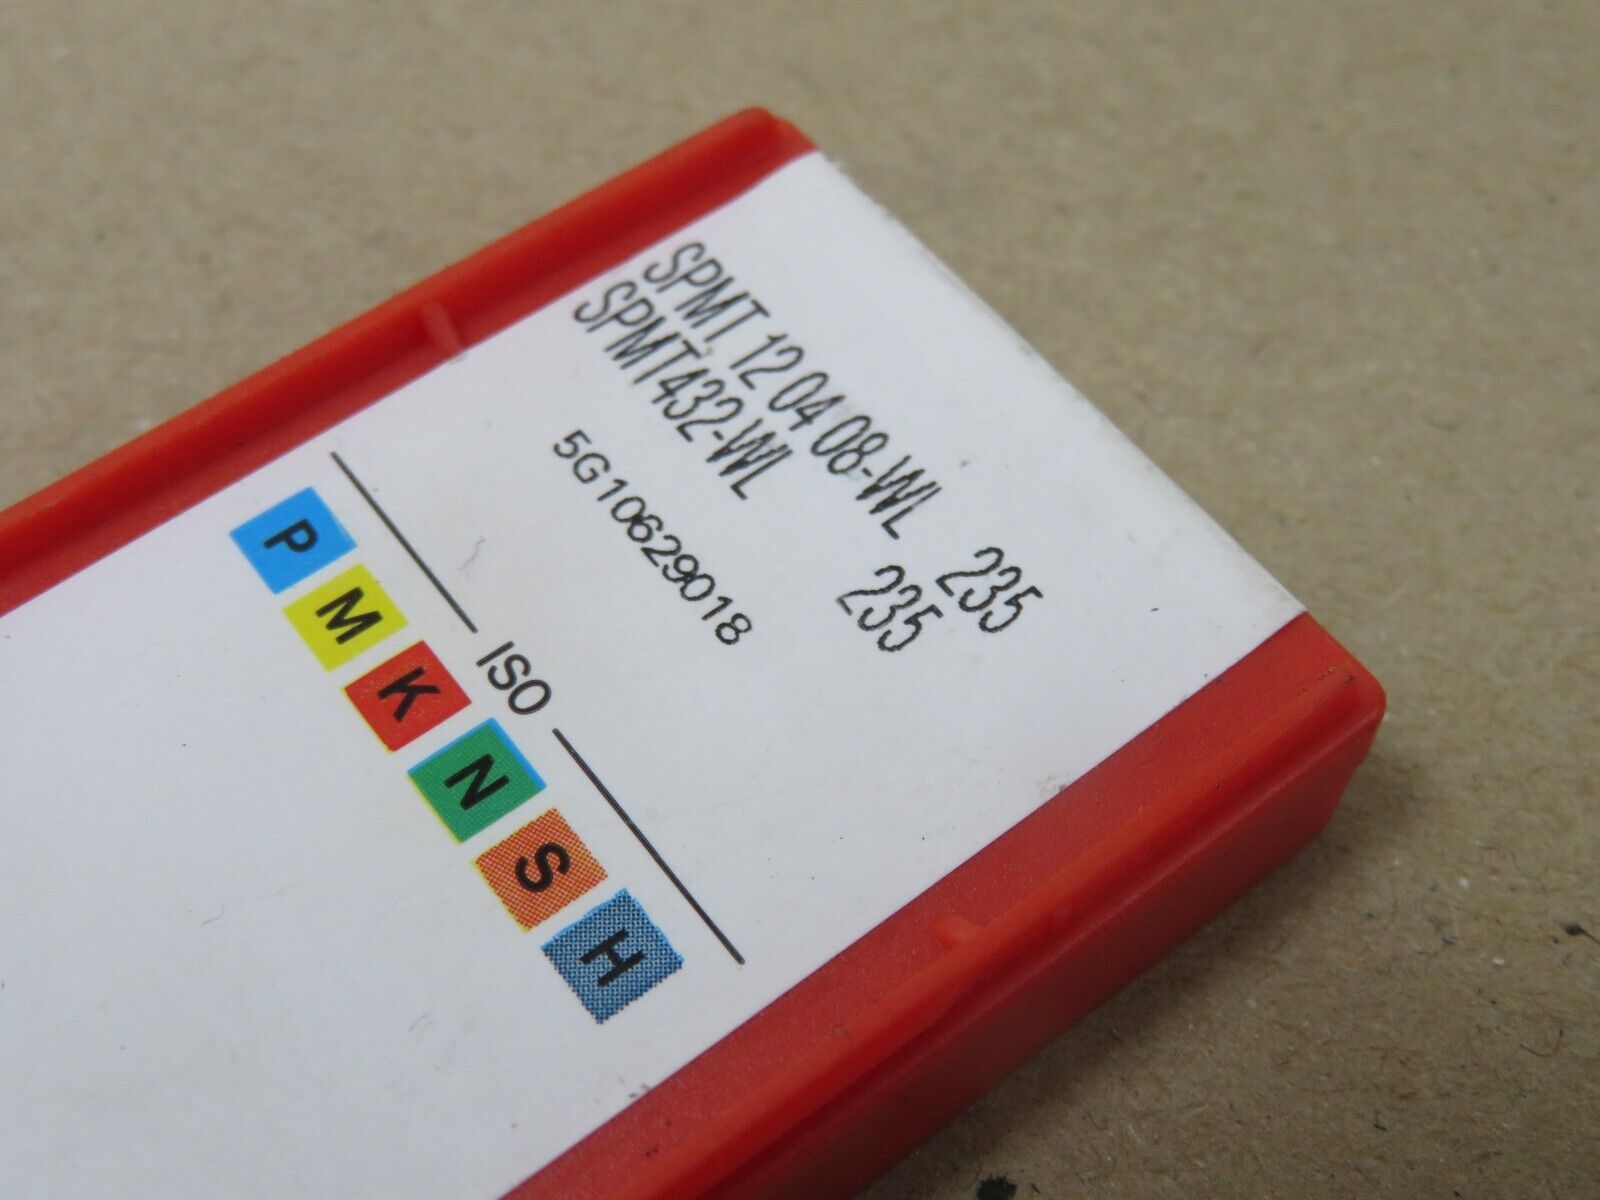 SPMT 12 04 08-WL 235
SPMT432-WL 235
5G10629018
ISO
P M K N S H